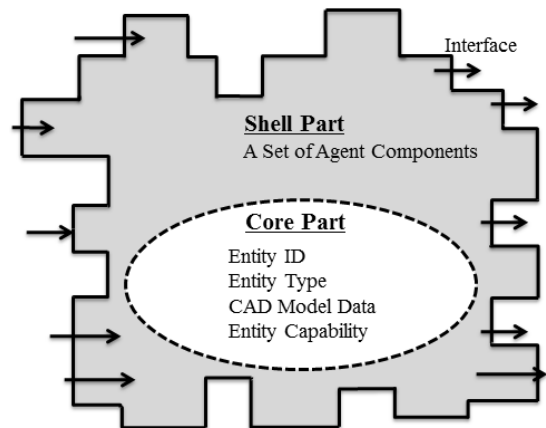 Interface
Shell Part
A Set of Agent Components
Core Part
Entity ID
Entity Type
CAD Model Data
Entity Capability